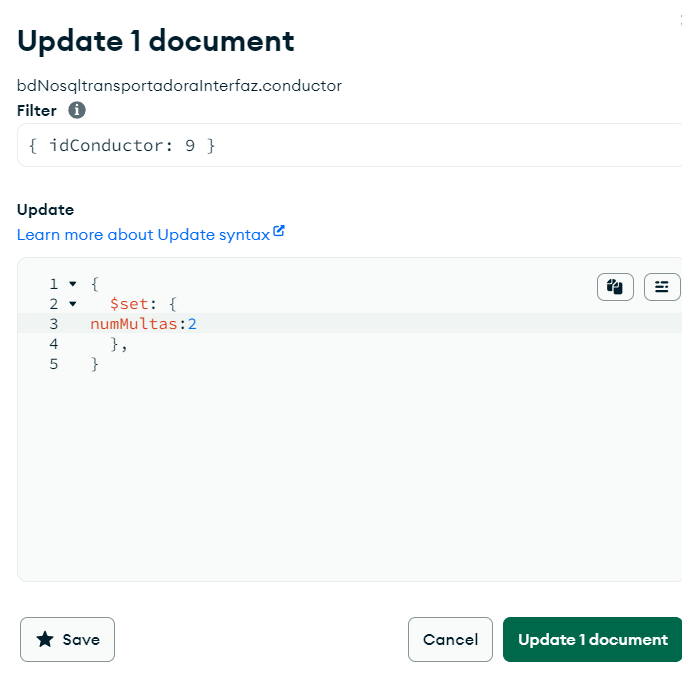 Update 1 document
bdNosqltransportadoraInterfaz.conductor
Filter
{ idConductor: 9 }
Update
Learn more about Update syntax
1 {
2 $set: {
3 numMultas:2
4 },
5 }
Save
Cancel
Update 1 document